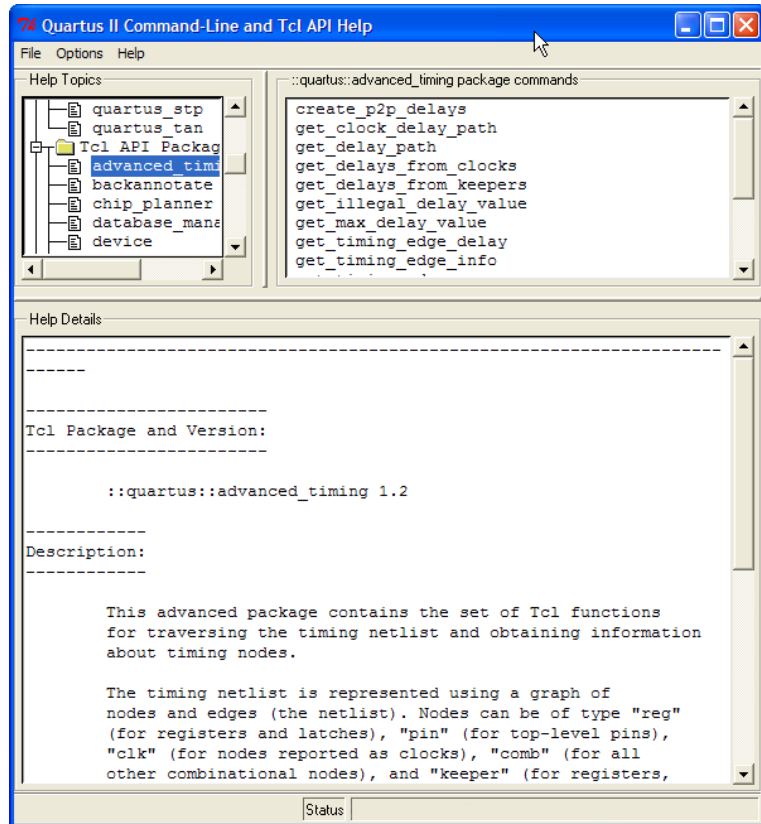 Quartus II Command-Line and Tcl API Help
File Options Help
Help Topics
quartus_stp
quartus_tan
Tcl API Packag
advanced_timi
backannotate
chip_planner
database_mana
device
::quartus::advanced_timing package commands
create_p2p_delays
get_clock_delay_path
get_delay_path
get_delays_from_clocks
get_delays_from_keepers
get_illegal_delay_value
get_max_delay_value
get_timing_edge_delay
get_timing_edge_info
Help Details
---------------------------------------------------------------------
------
------------------------
Tcl Package and Version:
------------------------
::quartus::advanced_timing 1.2
------------
Description:
------------
This advanced package contains the set of Tcl functions
for traversing the timing netlist and obtaining information
about timing nodes.
The timing netlist is represented using a graph of
nodes and edges (the netlist). Nodes can be of type "reg"
(for registers and latches), "pin" (for top-level pins),
"clk" (for nodes reported as clocks), "comb" (for all
other combinational nodes), and "keeper" (for registers,
Status